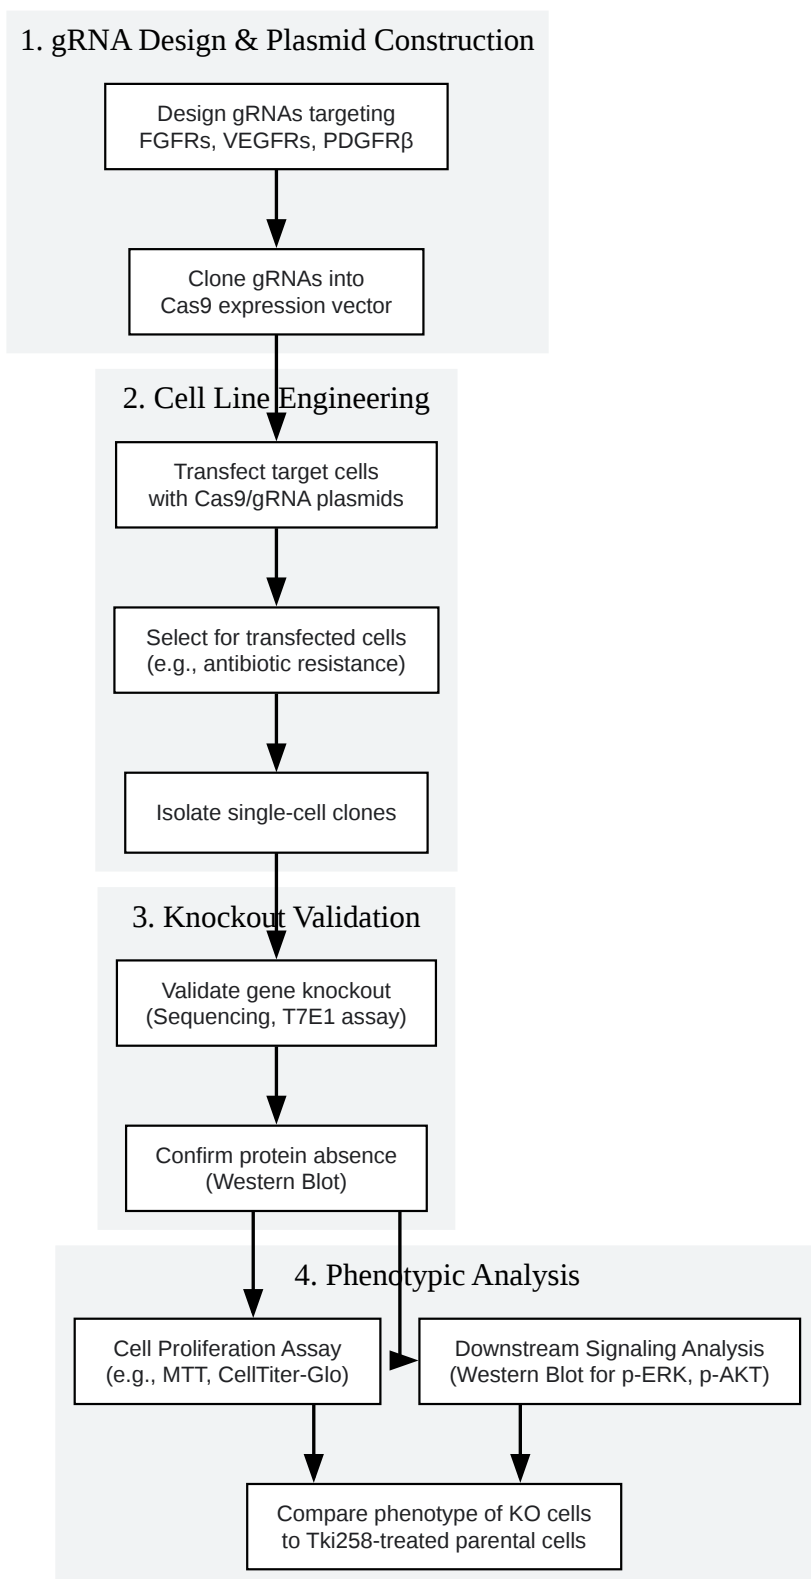 1. gRNA Design & Plasmid Construction
Design gRNAs targeting
FGFRs, VEGFRs, PDGFRβ
Clone gRNAs into
Cas9 expression vector
2. Cell Line Engineering
Transfect target cells
with Cas9/gRNA plasmids
Select for transfected cells
(e.g., antibiotic resistance)
Isolate single-cell clones
3. Knockout Validation
Validate gene knockout
(Sequencing, T7E1 assay)
Confirm protein absence
(Western Blot)
4. Phenotypic Analysis
Cell Proliferation Assay
(e.g., MTT, CellTiter-Glo)
Downstream Signaling Analysis
(Western Blot for p-ERK, p-AKT)
Compare phenotype of KO cells
to Tki258-treated parental cells